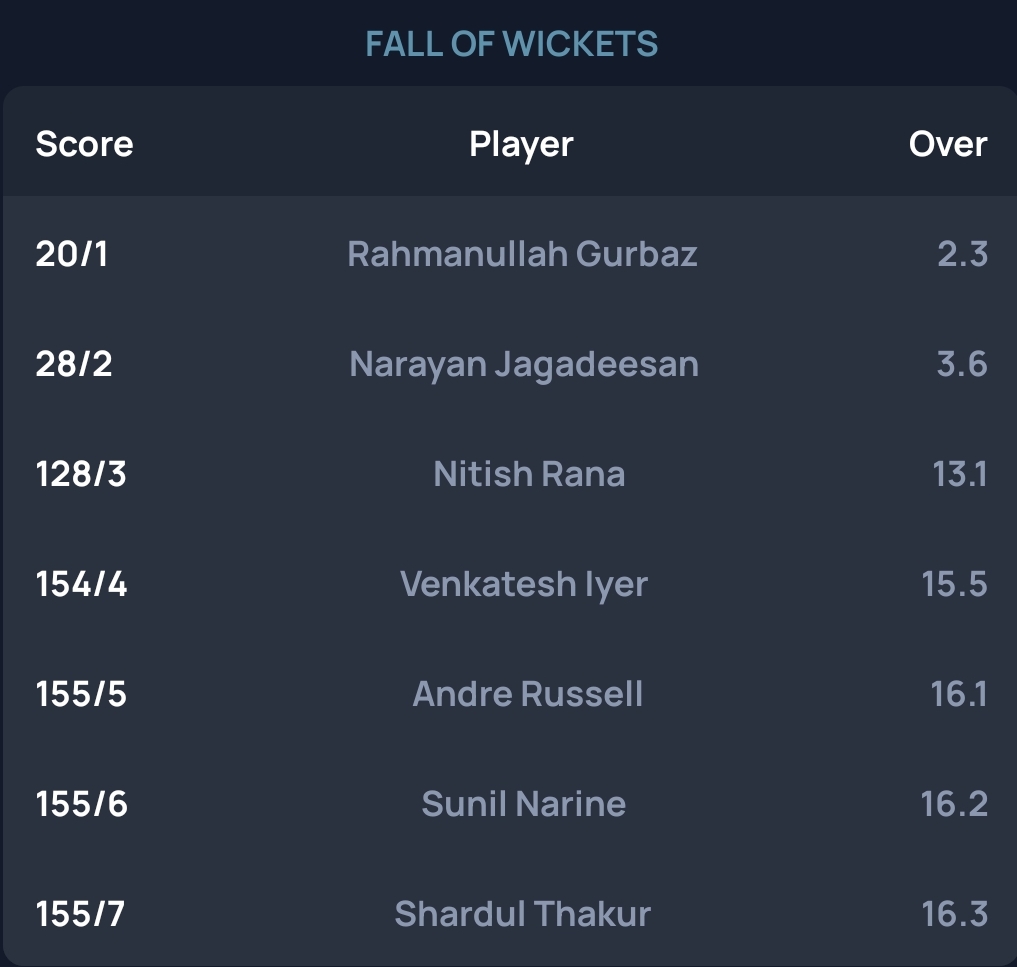 FALL OF WICKETS
Score Player Over
20/1 Rahmanullah Gurbaz 2.3
28/2 Narayan Jagadeesan 3.6
128/3 Nitish Rana 13.1
154/4 Venkatesh Iyer 15.5
155/5 Andre Russell 16.1
155/6 Sunil Narine 16.2
155/7 Shardul Thakur 16.3